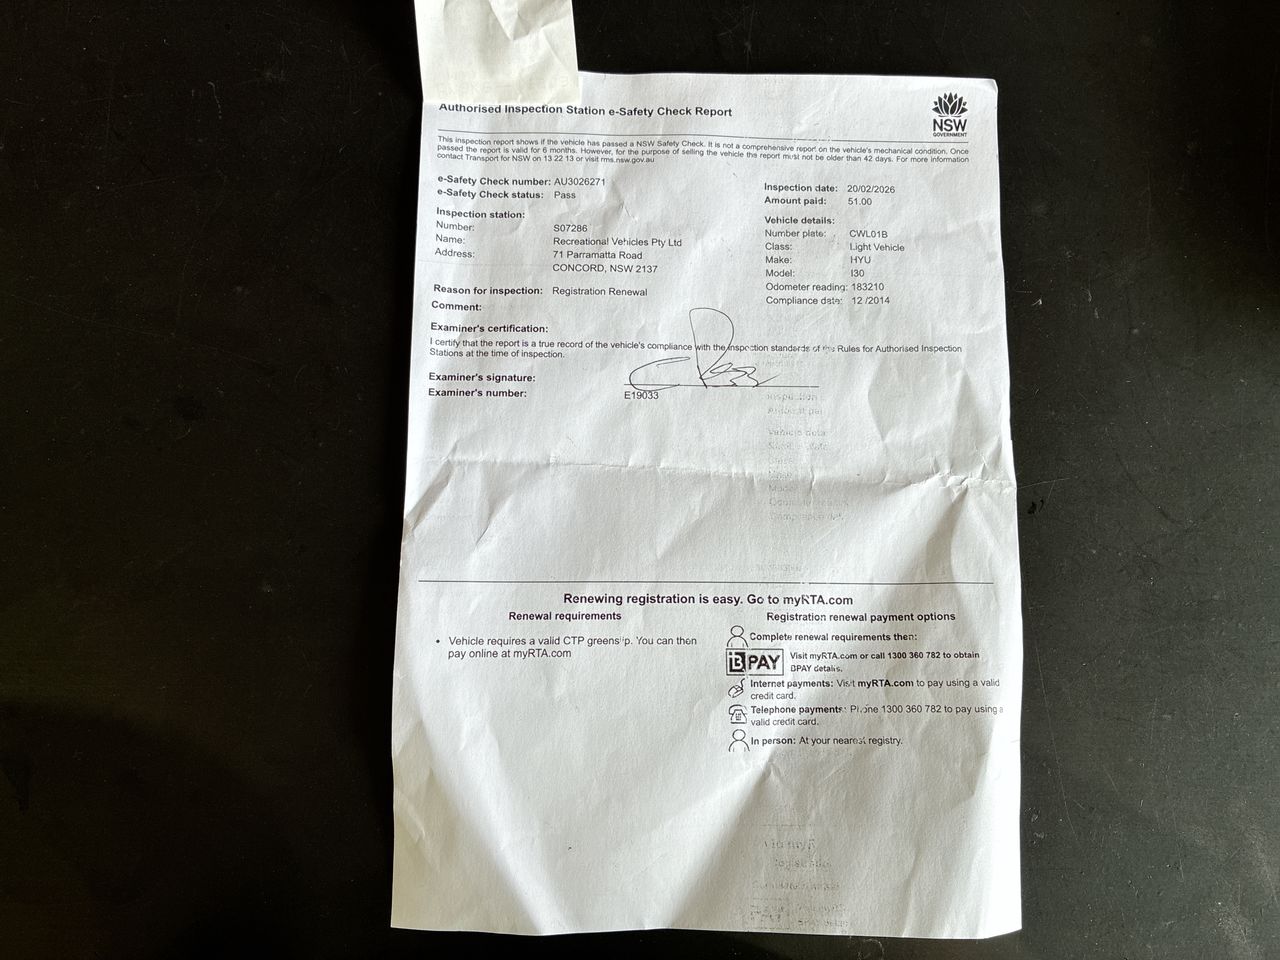 Authorised Inspection Station e-Safety Check Report
NSW
GOVERNMENT
This inspection report shows if the vehicle has passed a NSW Safety Check. It is not a comprehensive report on the vehicle's mechanical condition. Once
passed the report is valid for 6 months. However, for the purpose of selling the vehicle the report must not be older than 42 days. For more information
contact Transport for NSW on 13 22 13 or visit rms.nsw.gov.au
e-Safety Check number: AU3026271
e-Safety Check status: Pass
Inspection station:
Number: S07286
Name: Recreational Vehicles Pty Ltd
Address: 71 Parramatta Road
CONCORD, NSW 2137
Reason for inspection: Registration Renewal
Comment:
Inspection date: 20/02/2026
Amount paid: 51.00
Vehicle details:
Number plate: CWL01B
Class: Light Vehicle
Make: HYU
Model: I30
Odometer reading: 183210
Compliance date: 12 /2014
Examiner's certification:
I certify that the report is a true record of the vehicle's compliance with the inspection standards of the Rules for Authorised Inspection
Stations at the time of inspection.
Examiner's signature:
Examiner's number: E19033
Renewing registration is easy. Go to myRTA.com
Renewal requirements
• Vehicle requires a valid CTP greenslip. You can then
pay online at myRTA.com
Registration renewal payment options
Complete renewal requirements then:
B PAY
Visit myRTA.com or call 1300 360 782 to obtain
BPAY details.
Internet payments: Visit myRTA.com to pay using a valid
credit card.
Telephone payments: Phone 1300 360 782 to pay using a
valid credit card.
In person: At your nearest registry.